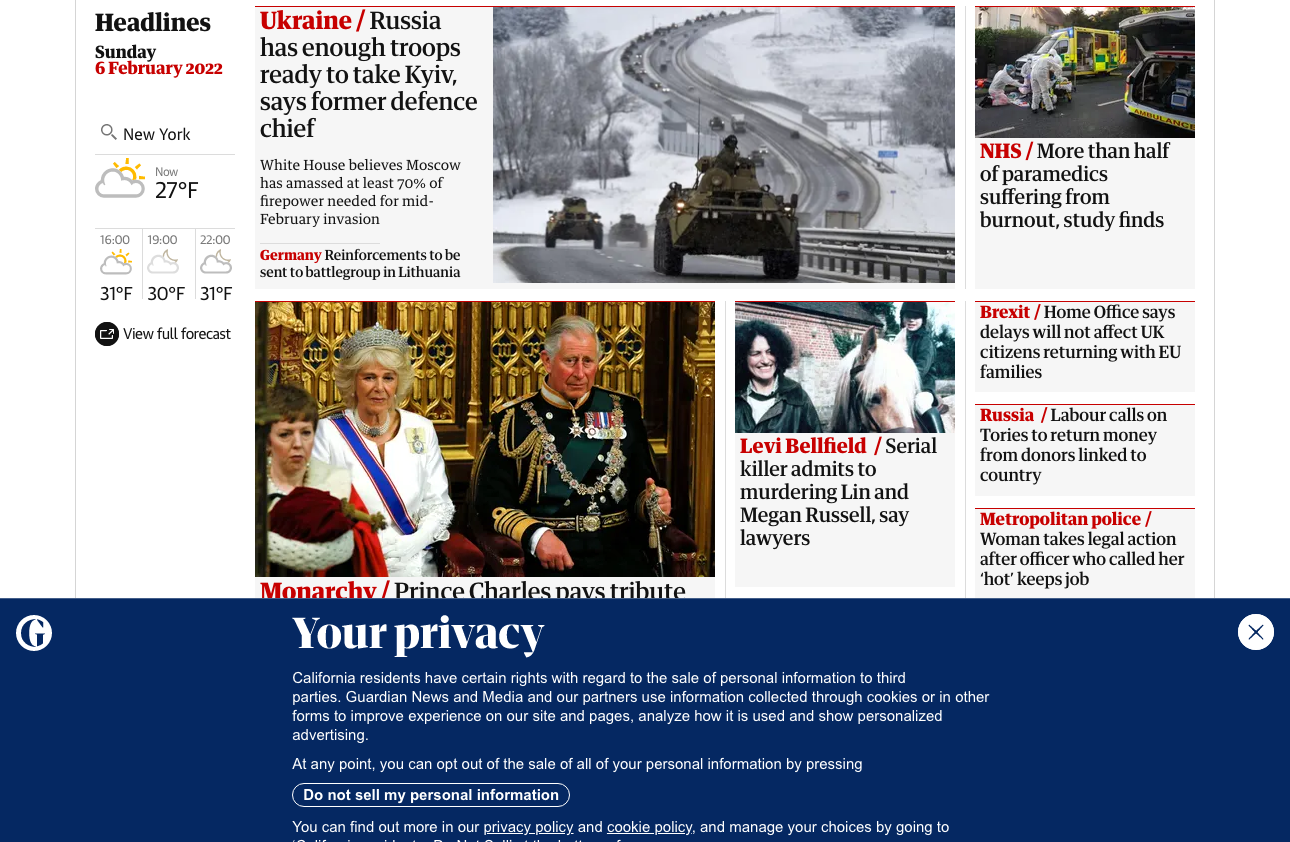 Headlines
Sunday
6 February 2022
New York
Now
27°F
16:00 19:00 22:00
31°F 30°F 31°F
View full forecast
Ukraine / Russia
has enough troops
ready to take Kyiv,
says former defence
chief
White House believes Moscow
has amassed at least 70% of
firepower needed for mid-
February invasion
Germany Reinforcements to be
sent to battlegroup in Lithuania
AMBULANCE
NHS / More than half
of paramedics
suffering from
burnout, study finds
Monarchy / Prince Charles pays tribute
Levi Bellfield / Serial
killer admits to
murdering Lin and
Megan Russell, say
lawyers
Brexit / Home Office says
delays will not affect UK
citizens returning with EU
families
Russia / Labour calls on
Tories to return money
from donors linked to
country
Metropolitan police /
Woman takes legal action
after officer who called her
‘hot’ keeps job
Your privacy
California residents have certain rights with regard to the sale of personal information to third
parties. Guardian News and Media and our partners use information collected through cookies or in other
forms to improve experience on our site and pages, analyze how it is used and show personalized
advertising.
At any point, you can opt out of the sale of all of your personal information by pressing
Do not sell my personal information
You can find out more in our privacy policy and cookie policy, and manage your choices by going to